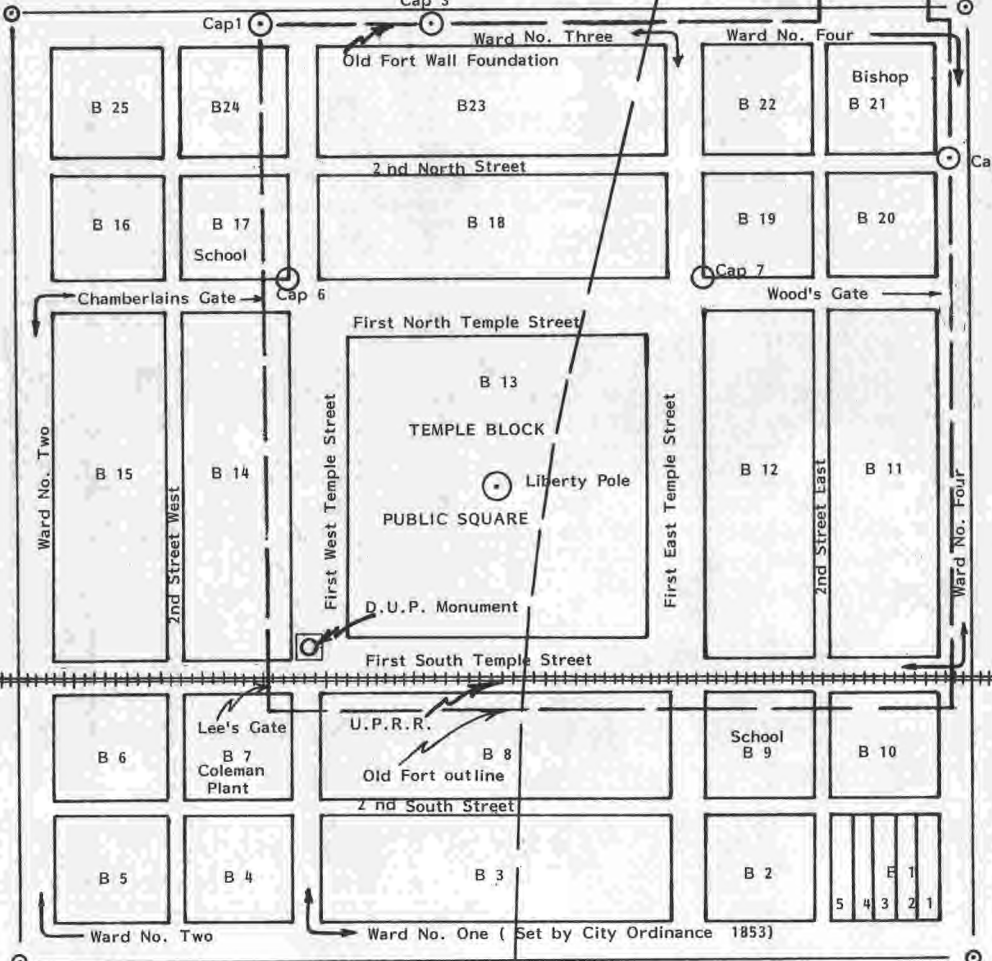 Cap 3
Cap1
Ward No. Three
Ward No. Four
Old Fort Wall Foundation
Bishop
B 25
B24
B23
B 22
B 21
2 nd North Street
B 16
B 17
B 18
B 19
B 20
School
Cap 6
Cap 7
Chamberlains Gate
Wood's Gate
First North Temple Street
B 13
TEMPLE BLOCK
Liberty Pole
PUBLIC SQUARE
Ward No. Two
B 15
2nd Street West
B 14
First West Temple Street
First East Temple Street
B 12
2nd Street East
B 11
Ward No. Four
D.U.P. Monument
First South Temple Street
Lee's Gate
U.P.R.R.
B 6
B 7
Coleman
Plant
B 8
Old Fort outline
School
B 9
B 10
2 nd South Street
B 5
B 4
B 3
B 2
B 1
5 4 3 2 1
Ward No. Two
Ward No. One ( Set by City Ordinance 1853)